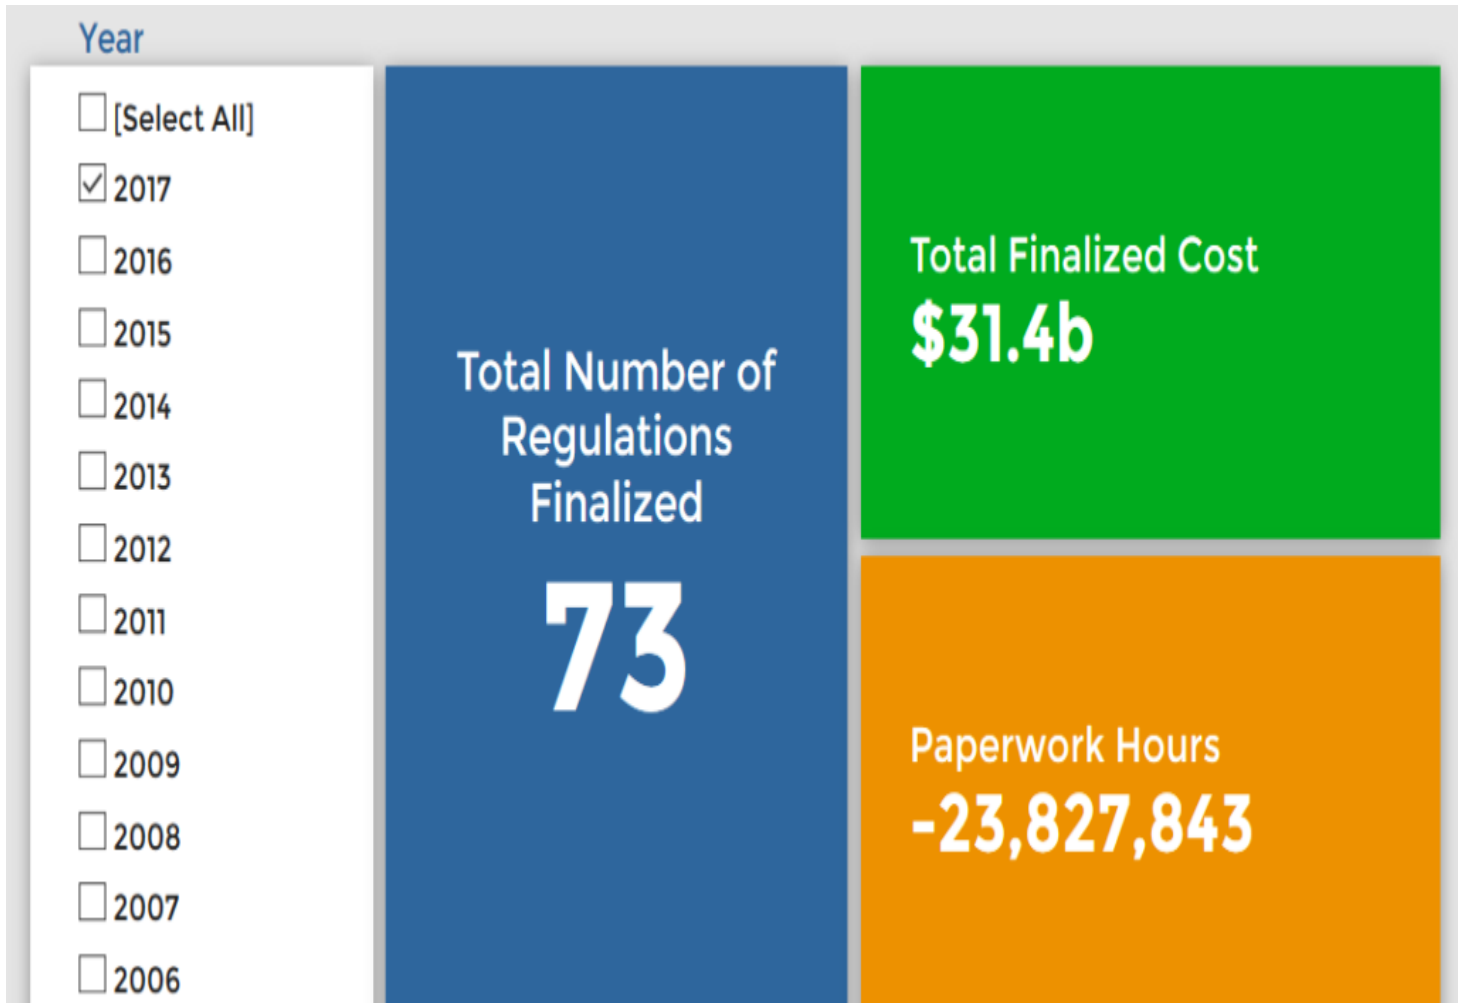 Year
[Select All]
2017
2016
2015
2014
2013
2012
2011
2010
2009
2008
2007
2006
Total Number of
Regulations
Finalized
73
Total Finalized Cost
$31.4b
Paperwork Hours
-23,827,843